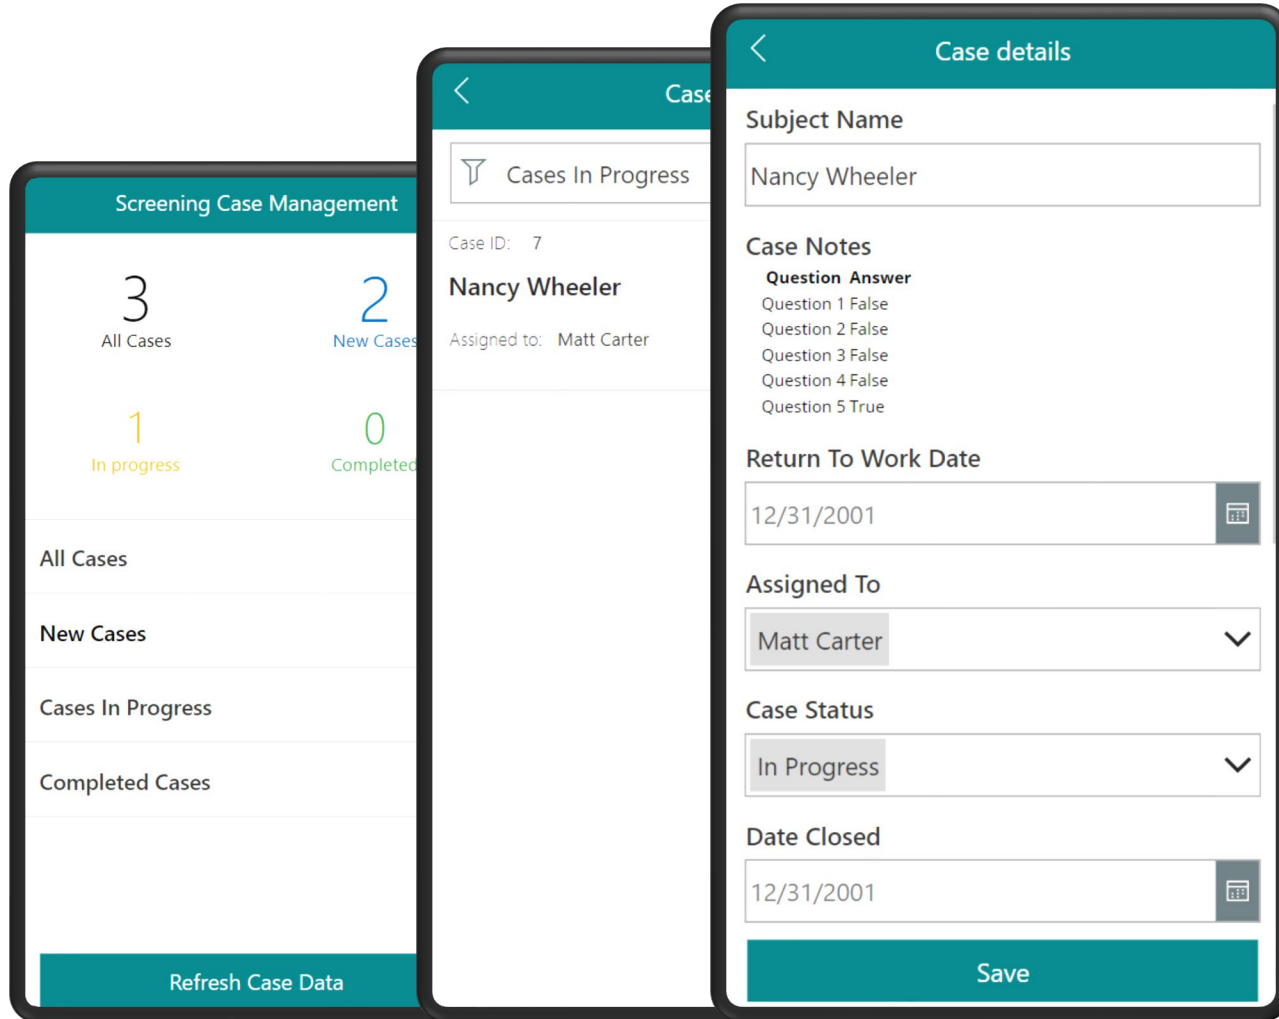 Screening Case Management
3
All Cases
2
New Cases
1
In progress
0
Completed
All Cases
New Cases
Cases In Progress
Completed Cases
Refresh Case Data
Case
Cases In Progress
Case ID: 7
Nancy Wheeler
Assigned to: Matt Carter
Case details
Subject Name
Nancy Wheeler
Case Notes
Question Answer
Question 1 False
Question 2 False
Question 3 False
Question 4 False
Question 5 True
Return To Work Date
12/31/2001
Assigned To
Matt Carter
Case Status
In Progress
Date Closed
12/31/2001
Save